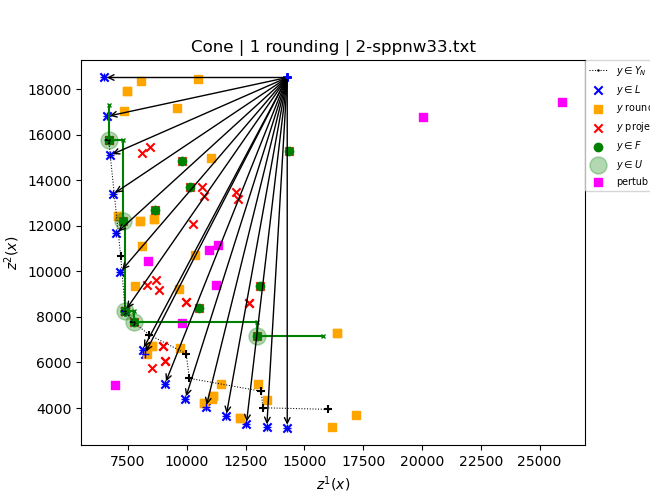 Cone | 1 rounding | 2-sppnw33.txt
18000
16000
14000
12000
10000
8000
6000
4000
z²(x)
7500 10000 12500 15000 17500 20000 22500 25000
z¹(x)
y ∈ Y_N
y ∈ L
y roun
y proje
y ∈ F
y ∈ U
pertub